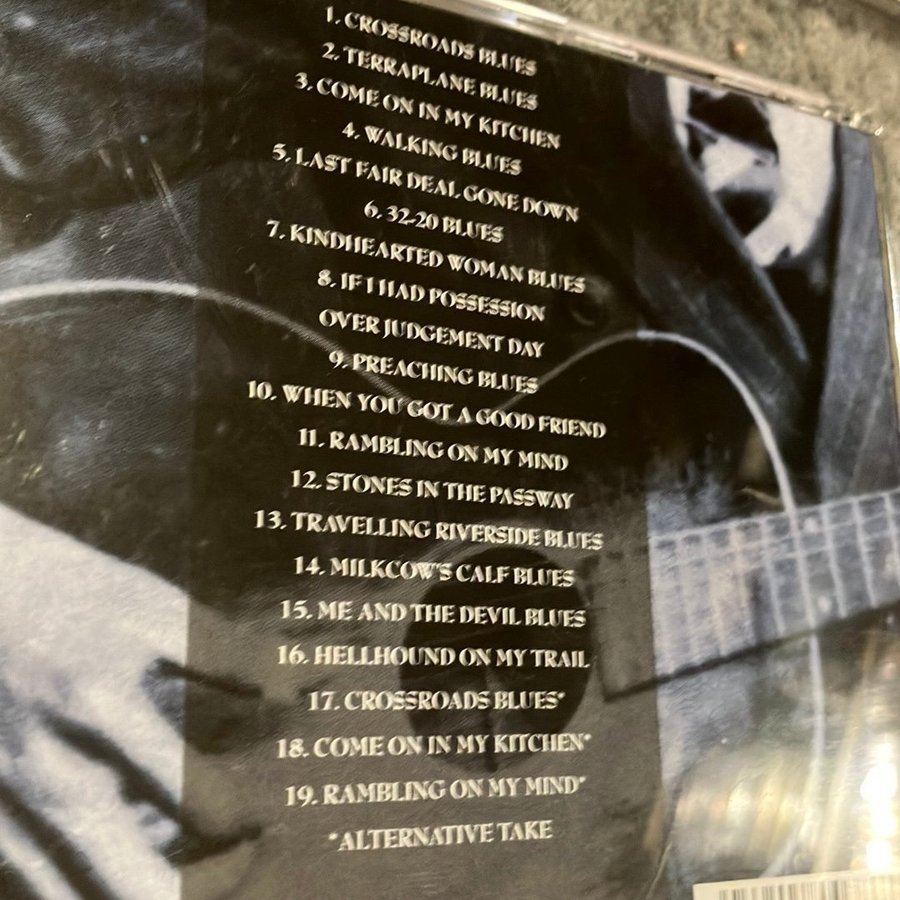 1. CROSSROADS BLUES
2. TERRAPLANE BLUES
3. COME ON IN MY KITCHEN
4. WALKING BLUES
5. LAST FAIR DEAL GONE DOWN
6. 32-20 BLUES
7. KINDHEARTED WOMAN BLUES
8. IF I HAD POSSESSION
OVER JUDGEMENT DAY
9. PREACHING BLUES
10. WHEN YOU GOT A GOOD FRIEND
11. RAMBLING ON MY MIND
12. STONES IN THE PASSWAY
13. TRAVELLING RIVERSIDE BLUES
14. MILKCOW'S CALF BLUES
15. ME AND THE DEVIL BLUES
16. HELLHOUND ON MY TRAIL
17. CROSSROADS BLUES*
18. COME ON IN MY KITCHEN*
19. RAMBLING ON MY MIND*
*ALTERNATIVE TAKE